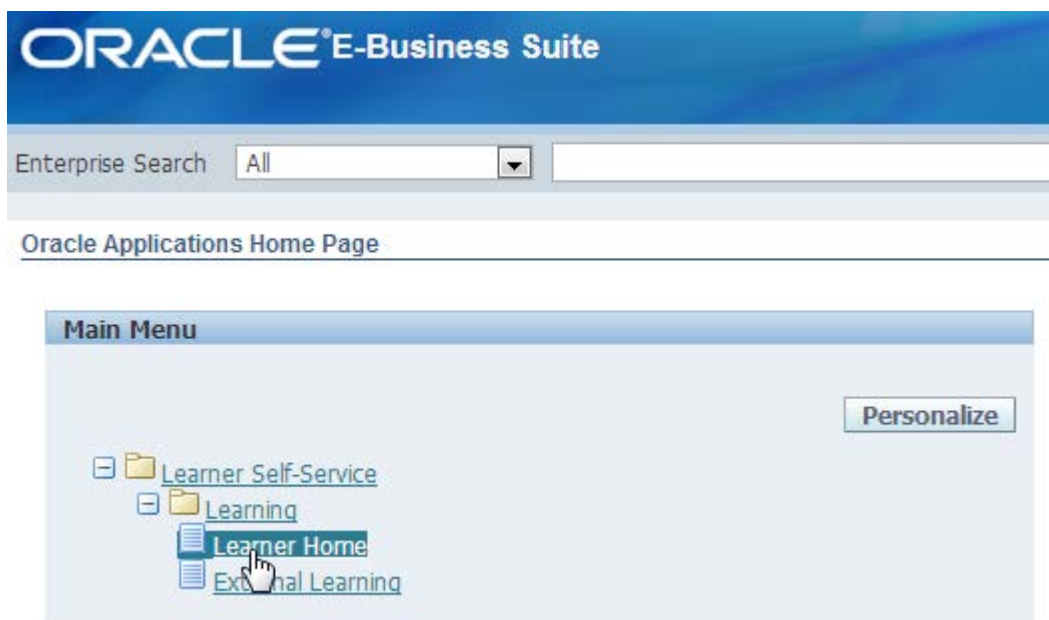 ORACLE® E-Business Suite
Enterprise Search All
Oracle Applications Home Page
Main Menu
Personalize
Learner Self-Service
Learning
Learner Home
External Learning